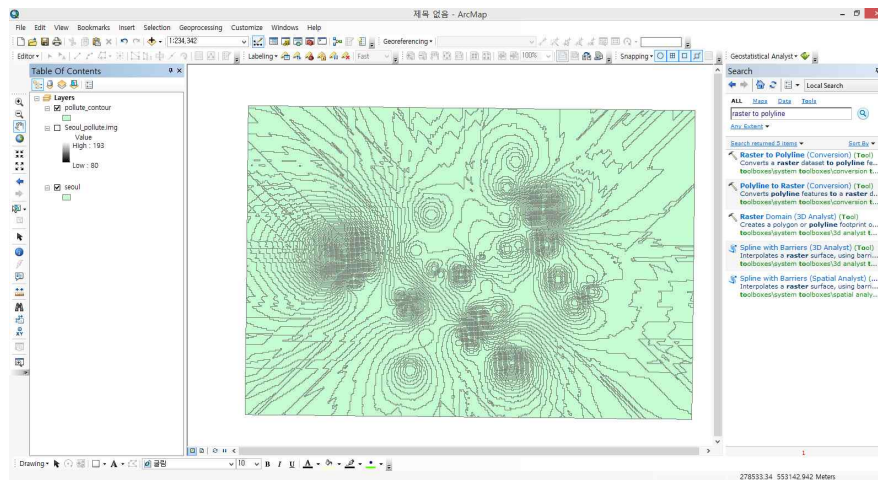 제목 없음 - ArcMap
File Edit View Bookmarks Insert Selection Geoprocessing Customize Windows Help
1:234,342
Georeferencing
Editor
Labeling
Fast
100%
Snapping
Geostatistical Analyst
Table Of Contents
Layers
pollute_contour
Seoul_pollute.img
Value
High : 193
Low : 80
seoul
Search
Local Search
ALL Maps Data Tools
raster to polyline
Any Extent
Search returned 5 items Sort By
Raster to Polyline (Conversion) (Tool)
Converts a raster dataset to polyline fe...
toolboxes\system toolboxes\conversion t...
Polyline to Raster (Conversion) (Tool)
Converts polyline features to a raster d...
toolboxes\system toolboxes\conversion t...
Raster Domain (3D Analyst) (Tool)
Creates a polygon or polyline footprint o...
toolboxes\system toolboxes\3d analyst t...
Spline with Barriers (3D Analyst) (Tool)
Interpolates a raster surface, using barri...
toolboxes\system toolboxes\3d analyst t...
Spline with Barriers (Spatial Analyst) (...
Interpolates a raster surface, using barri...
toolboxes\system toolboxes\spatial analy...
1
Drawing
A
굴림
10
B I U A
278533.34 553142.942 Meters